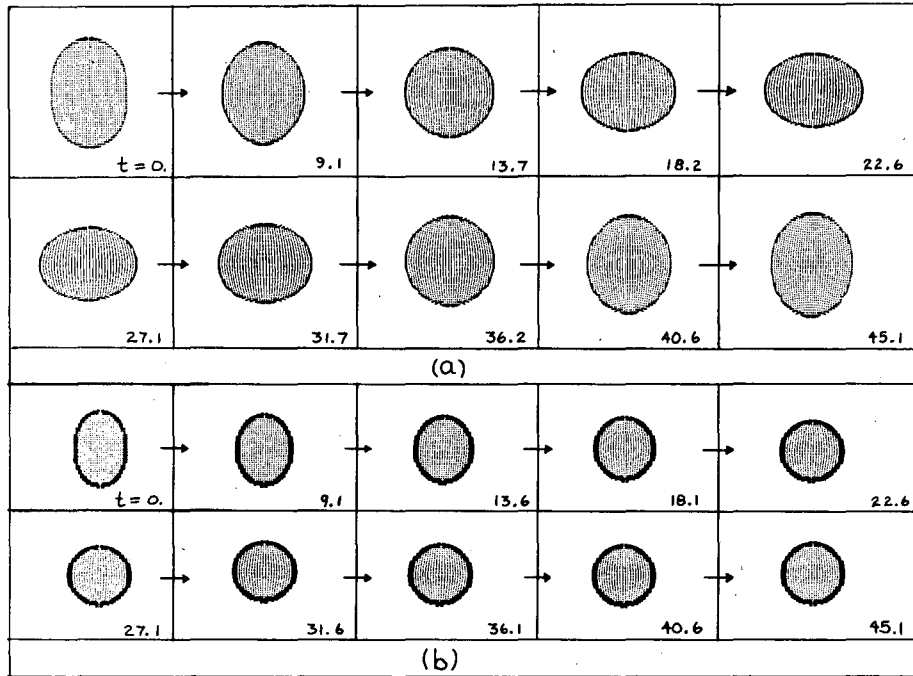 t = 0. 9.1 13.7 18.2 22.6
27.1 31.7 36.2 40.6 45.1
(a)
t = 0. 9.1 13.6 18.1 22.6
27.1 31.6 36.1 40.6 45.1
(b)